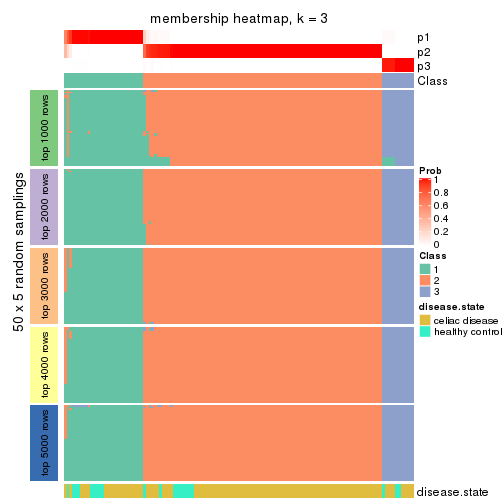 membership heatmap, k = 3
p1
p2
p3
Class
50 x 5 random samplings
top 1000 rows
top 2000 rows
top 3000 rows
top 4000 rows
top 5000 rows
Prob
1
0.8
0.6
0.4
0.2
0
Class
1
2
3
disease.state
celiac disease
healthy control
disease.state